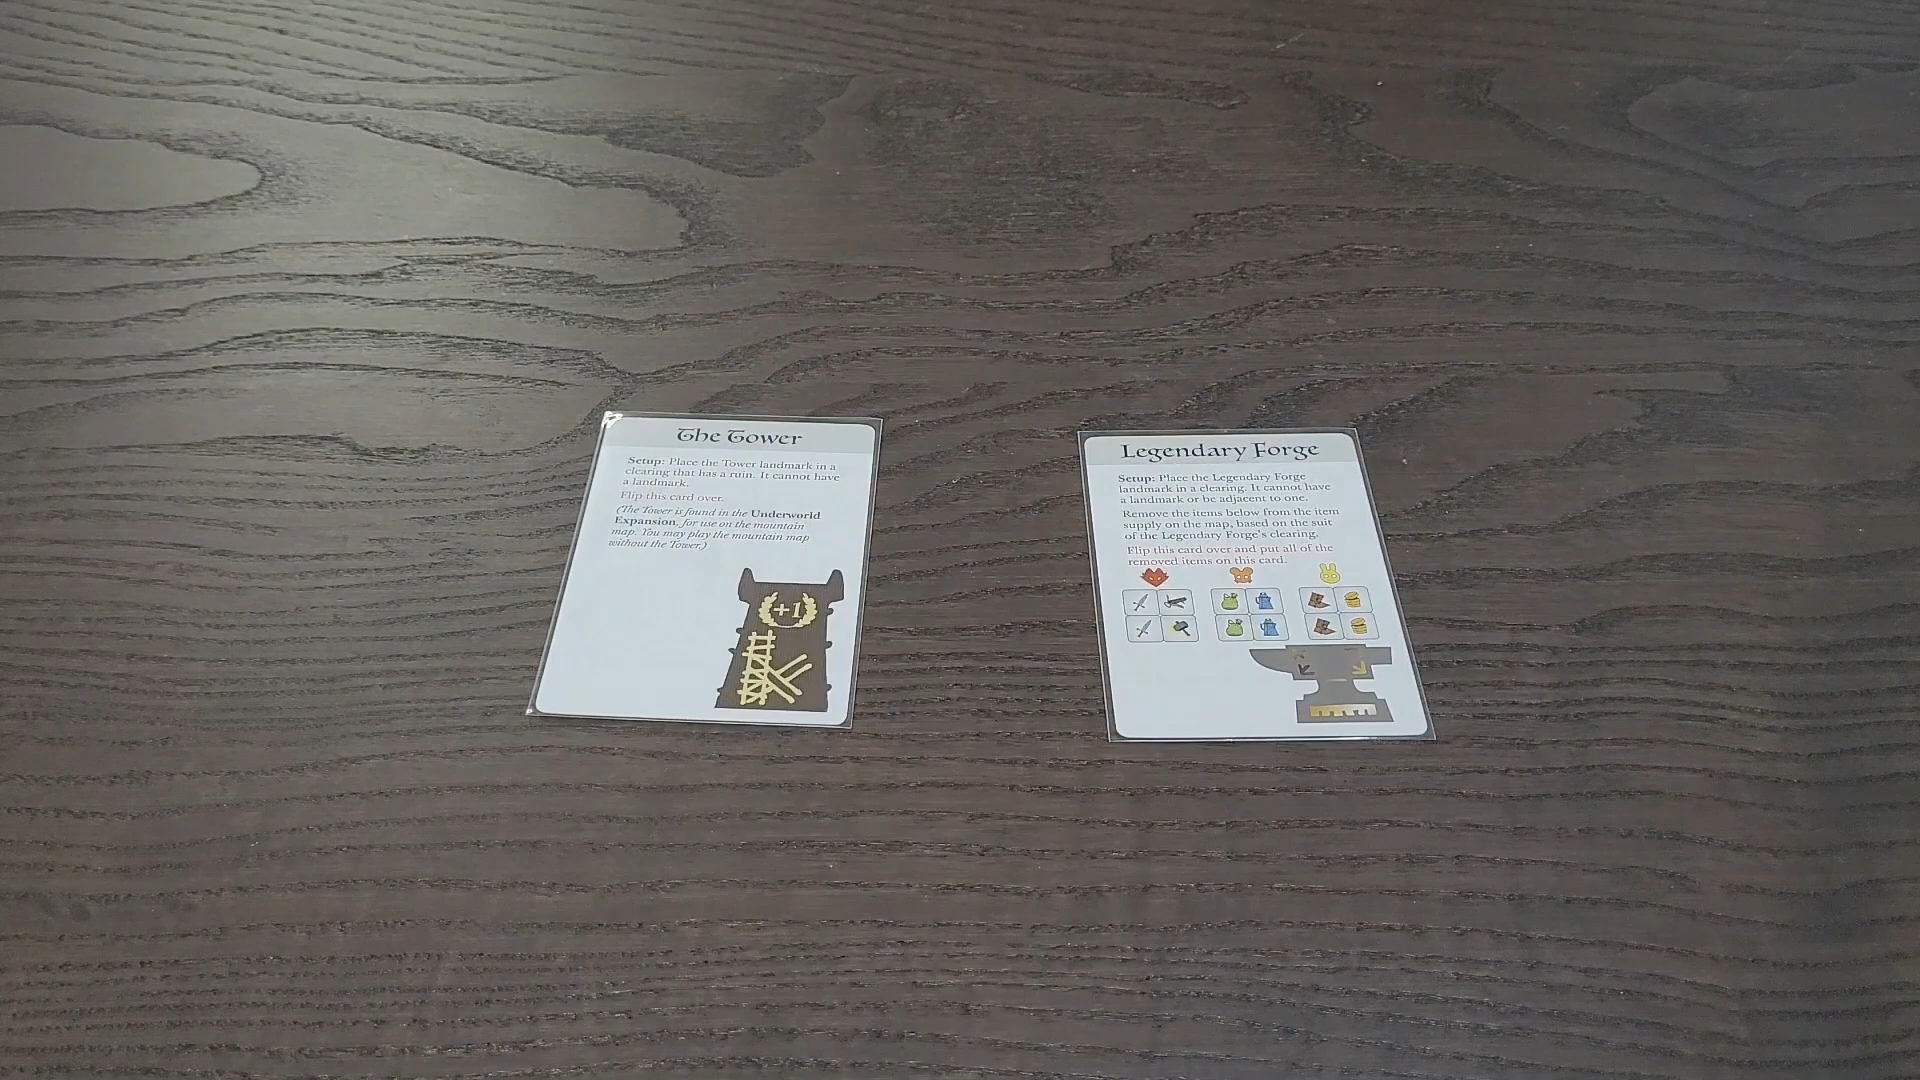 The Tower
Setup: Place the Tower landmark in a
clearing that has a ruin. It cannot have
a landmark.
Flip this card over.
(The Tower is found in the Underworld
Expansion, for use on the mountain
map. You may play the mountain map
without the Tower.)
+1
Legendary Forge
Setup: Place the Legendary Forge
landmark in a clearing. It cannot have
a landmark or be adjacent to one.
Remove the items below from the item
supply on the map, based on the suit
of the Legendary Forge's clearing.
Flip this card over and put all of the
removed items on this card.